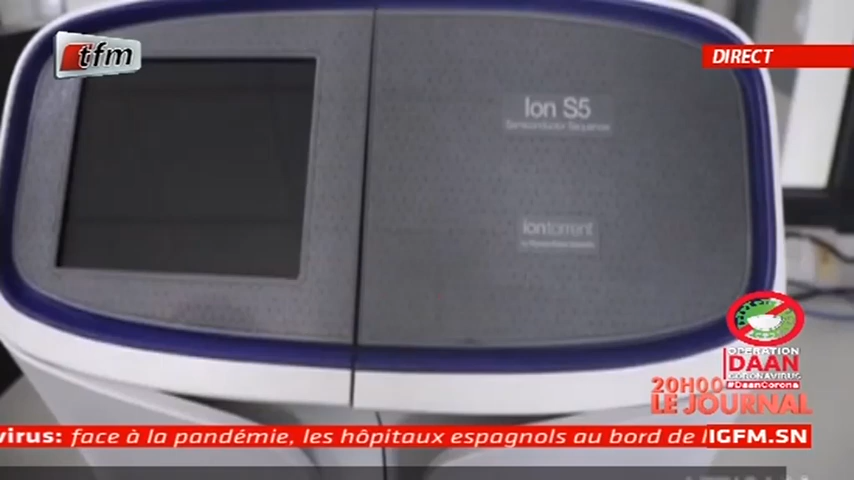 tfm
DIRECT
Ion S5
Semiconductor Sequencer
iontorrent
OPERATION
DAAN
CORONAVIRUS
#DaanCorona
20H00
LE JOURNAL
virus: face à la pandémie, les hôpitaux espagnols au bord de l
IGFM.SN